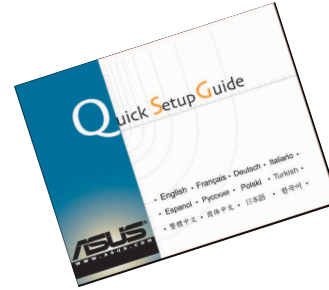 Quick Setup Guide
• English • Français • Deutsch • Italiano •
• Espanol • Русский • Polski • Turkish •
• 繁體中文 • 简体中文 • 日本語 • 한국어 •
ASUS
WWW.ASUS.COM